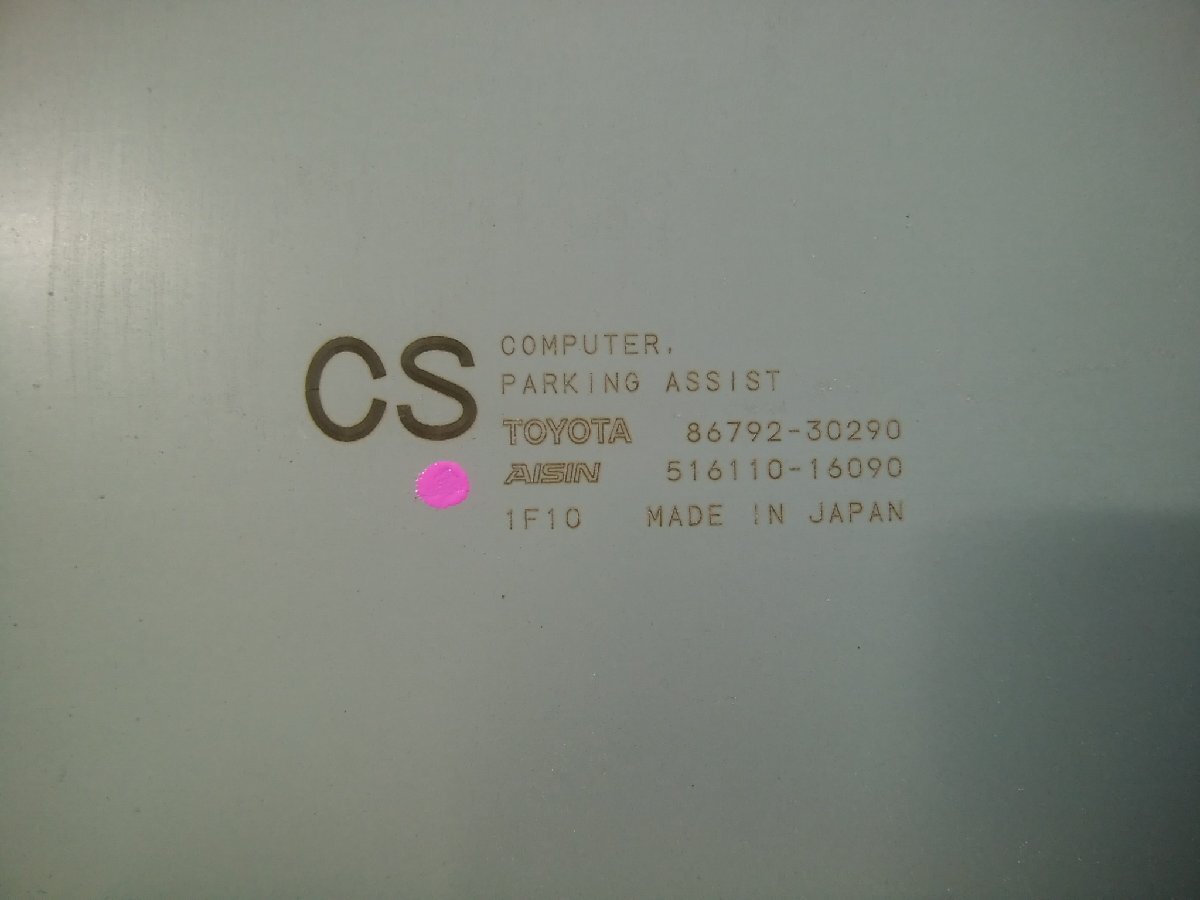 CS
COMPUTER,
PARKING ASSIST
TOYOTA 86792-30290
AISIN 516110-16090
1F10 MADE IN JAPAN